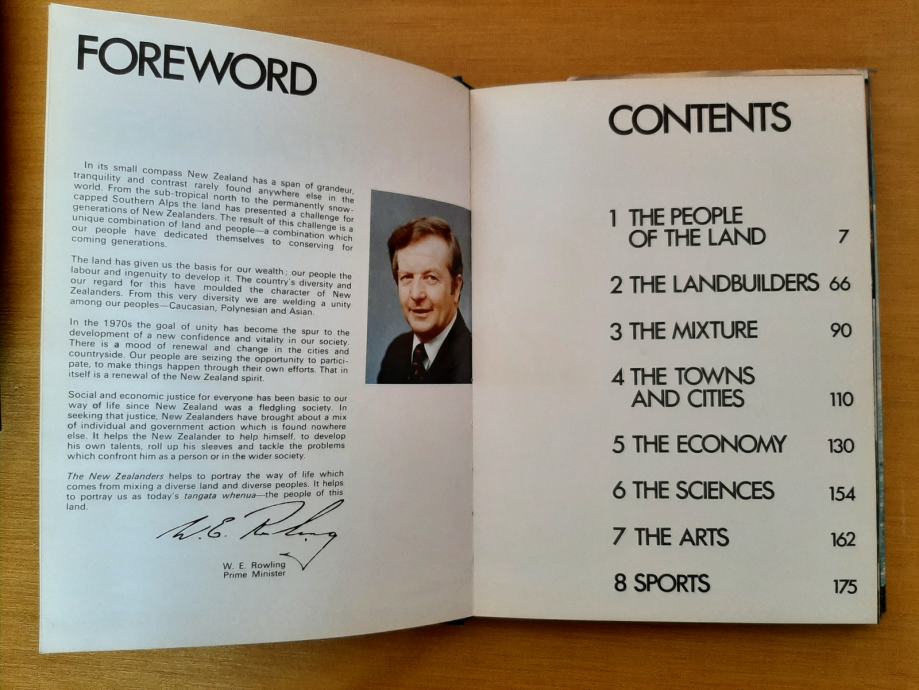 FOREWORD
In its small compass New Zealand has a span of grandeur,
tranquility and contrast rarely found anywhere else in the
world. From the sub-tropical north to the permanently snow-
capped Southern Alps the land has presented a challenge for
generations of New Zealanders. The result of this challenge is a
unique combination of land and people—a combination which
our people have dedicated themselves to conserving for
coming generations.
The land has given us the basis for our wealth; our people the
labour and ingenuity to develop it. The country's diversity and
our regard for this have moulded the character of New
Zealanders. From this very diversity we are welding a unity
among our peoples—Caucasian, Polynesian and Asian.
In the 1970s the goal of unity has become the spur to the
development of a new confidence and vitality in our society.
There is a mood of renewal and change in the cities and
countryside. Our people are seizing the opportunity to partici-
pate, to make things happen through their own efforts. That in
itself is a renewal of the New Zealand spirit.
Social and economic justice for everyone has been basic to our
way of life since New Zealand was a fledgling society. In
seeking that justice, New Zealanders have brought about a mix
of individual and government action which is found nowhere
else. It helps the New Zealander to help himself, to develop
his own talents, roll up his sleeves and tackle the problems
which confront him as a person or in the wider society.
The New Zealanders helps to portray the way of life which
comes from mixing a diverse land and diverse peoples. It helps
to portray us as today's tangata whenua—the people of this
land.
W.E. Rowling
W. E. Rowling
Prime Minister
CONTENTS
1 THE PEOPLE
OF THE LAND 7
2 THE LANDBUILDERS 66
3 THE MIXTURE 90
4 THE TOWNS
AND CITIES 110
5 THE ECONOMY 130
6 THE SCIENCES 154
7 THE ARTS 162
8 SPORTS 175